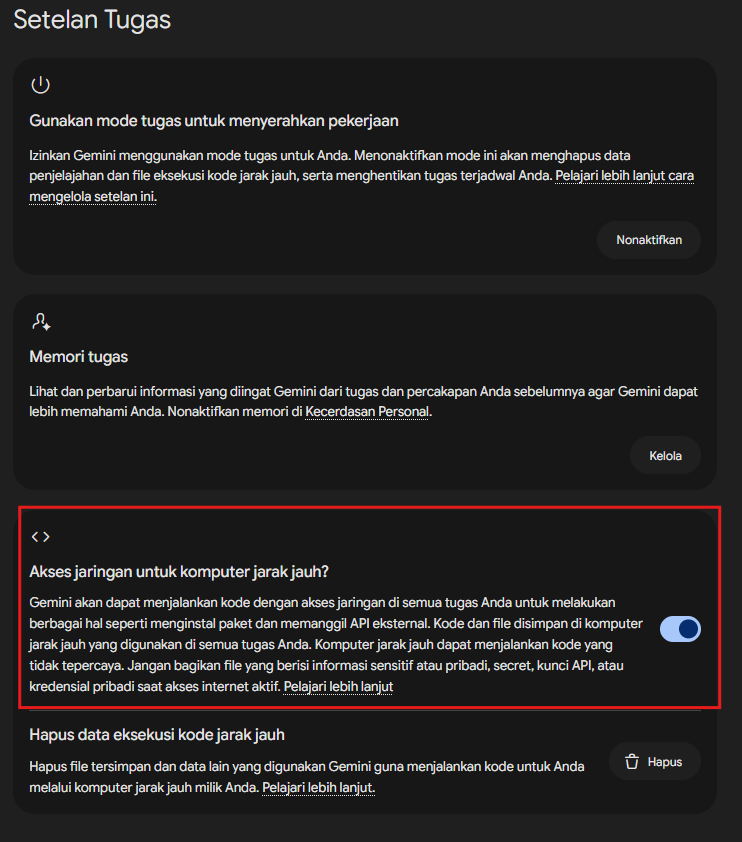 Setelan Tugas
Gunakan mode tugas untuk menyerahkan pekerjaan
Izinkan Gemini menggunakan mode tugas untuk Anda. Menonaktifkan mode ini akan menghapus data
penjelajahan dan file eksekusi kode jarak jauh, serta menghentikan tugas terjadwal Anda. Pelajari lebih lanjut cara
mengelola setelan ini.
Nonaktifkan
Memori tugas
Lihat dan perbarui informasi yang diingat Gemini dari tugas dan percakapan Anda sebelumnya agar Gemini dapat
lebih memahami Anda. Nonaktifkan memori di Kecerdasan Personal.
Kelola
Akses jaringan untuk komputer jarak jauh?
Gemini akan dapat menjalankan kode dengan akses jaringan di semua tugas Anda untuk melakukan
berbagai hal seperti menginstal paket dan memanggil API eksternal. Kode dan file disimpan di komputer
jarak jauh yang digunakan di semua tugas Anda. Komputer jarak jauh dapat menjalankan kode yang
tidak tepercaya. Jangan bagikan file yang berisi informasi sensitif atau pribadi, secret, kunci API, atau
kredensial pribadi saat akses internet aktif. Pelajari lebih lanjut
Hapus data eksekusi kode jarak jauh
Hapus file tersimpan dan data lain yang digunakan Gemini guna menjalankan kode untuk Anda
melalui komputer jarak jauh milik Anda. Pelajari lebih lanjut.
Hapus